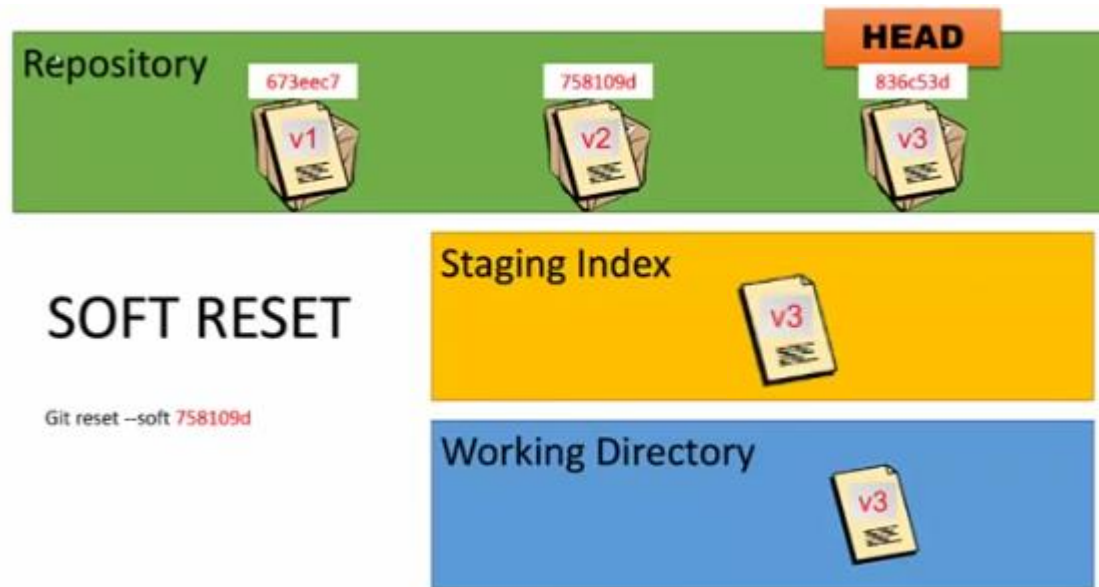 HEAD
Repository
673eec7
758109d
836c53d
v1
v2
v3
Staging Index
v3
SOFT RESET
Git reset --soft 758109d
Working Directory
v3